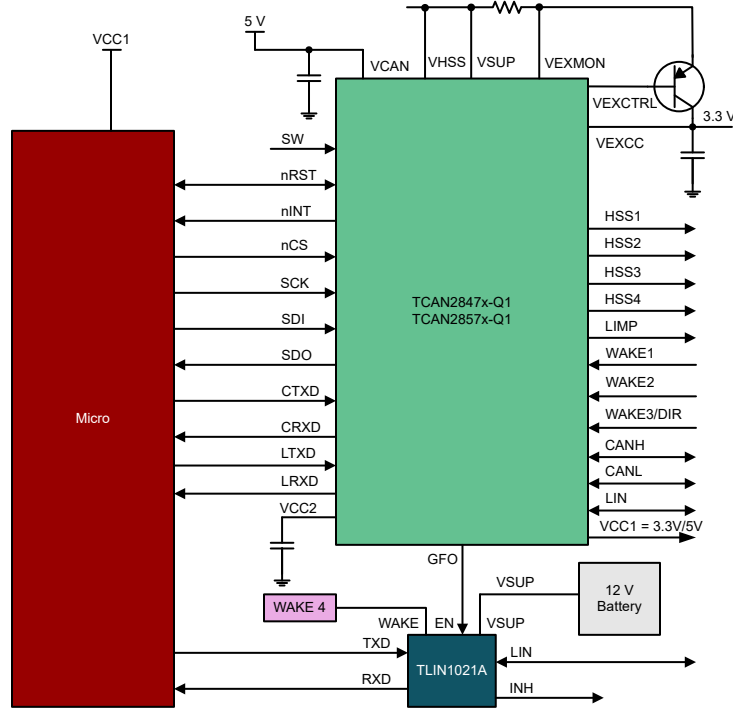 5 V
VCC1
VCAN
VHSS
VSUP
VEXMON
VEXCTRL
3.3 V
VEXCC
SW
nRST
nINT
nCS
SCK
SDI
SDO
CTXD
CRXD
LTXD
LRXD
VCC2
Micro
TCAN2847x-Q1
TCAN2857x-Q1
HSS1
HSS2
HSS3
HSS4
LIMP
WAKE1
WAKE2
WAKE3/DIR
CANH
CANL
LIN
VCC1 = 3.3V/5V
GFO
VSUP
12 V
Battery
WAKE 4
WAKE
EN
VSUP
TXD
RXD
TLIN1021A
LIN
INH